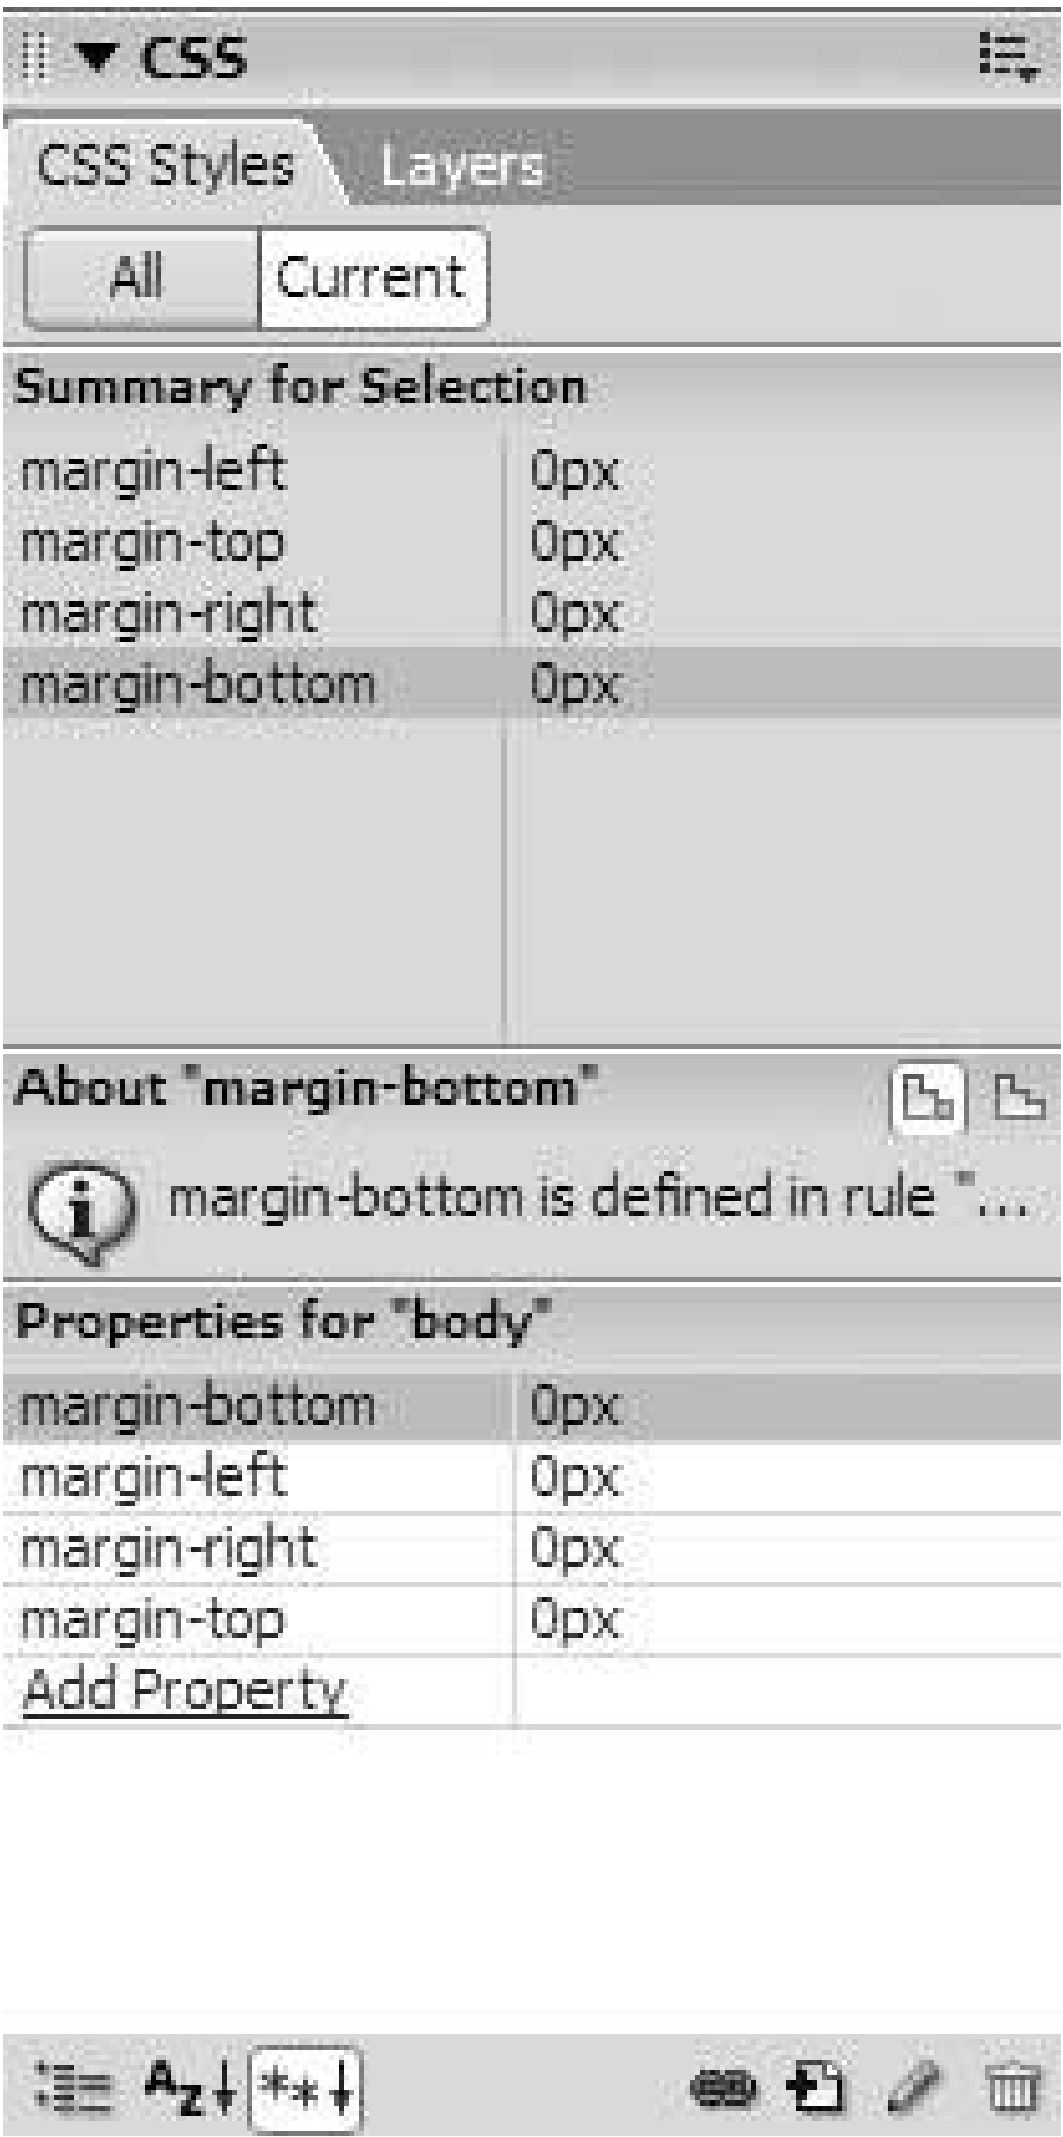 CSS
CSS Styles Layers
All Current
Summary for Selection
margin-left 0px
margin-top 0px
margin-right 0px
margin-bottom 0px
About "margin-bottom"
margin-bottom is defined in rule "...
Properties for "body"
margin-bottom 0px
margin-left 0px
margin-right 0px
margin-top 0px
Add Property
Az↓ **↓